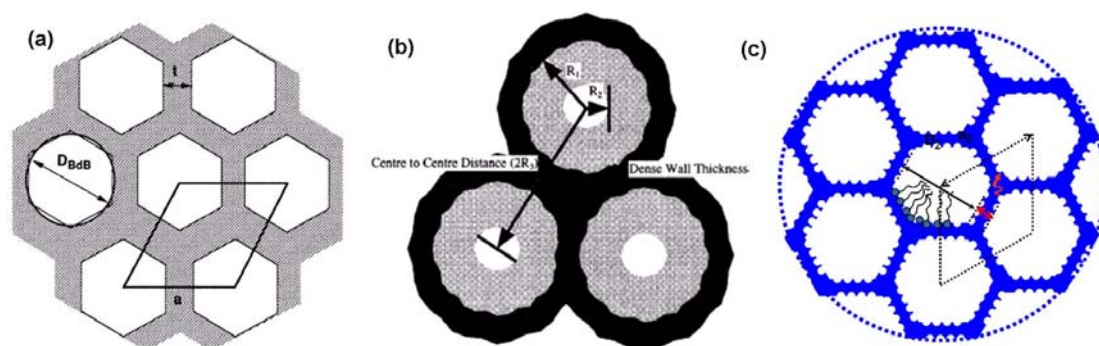 (a)
t
D_BdB
a
(b)
R₁
R₂
Centre to Centre Distance (2R₃)
Dense Wall Thickness
(c)